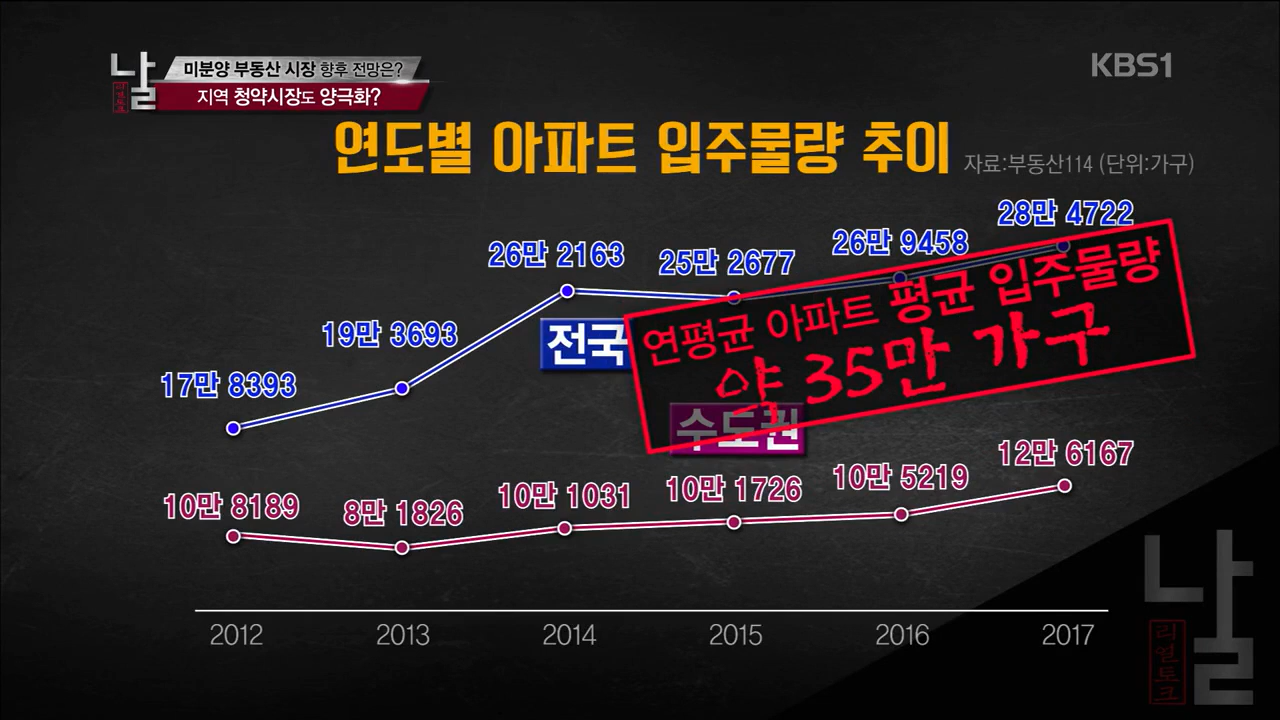 날
리얼토크
미분양 부동산 시장 향후 전망은?
지역 청약시장도 양극화?
KBS1
연도별 아파트 입주물량 추이
자료:부동산114 (단위:가구)
17만 8393
19만 3693
26만 2163
25만 2677
26만 9458
28만 4722
전국
연평균 아파트 평균 입주물량
약 35만 가구
수도권
10만 8189
8만 1826
10만 1031
10만 1726
10만 5219
12만 6167
2012 2013 2014 2015 2016 2017
날
리얼토크